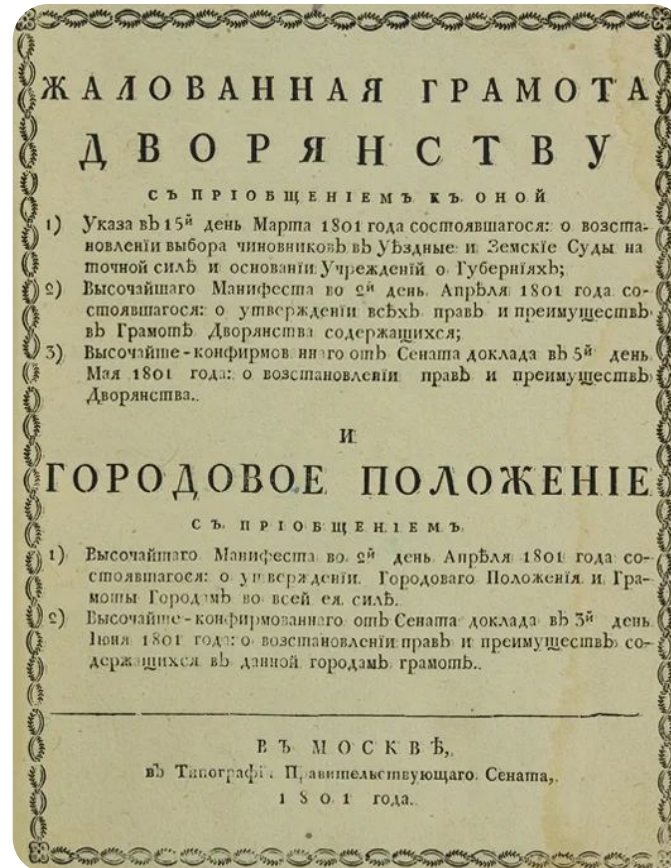 ЖАЛОВАННАЯ ГРАМОТА
ДВОРЯНСТВУ
СЪ ПРІОБЩЕНІЕМЪ КЪ ОНОЙ
1) Указа въ 15й день Марта 1801 года состоявшагося: о возста-
новленіи выбора чиновниковъ въ Уѣздные и Земскіе Суды на
точной силѣ и основаніи Учрежденій о Губерніяхъ;
2) Высочайшаго Манифеста во 2й день Апрѣля 1801 года со-
стоявшагося: о утвержденіи всѣхъ правъ и преимуществъ
въ Грамотѣ Дворянства содержащихся;
3) Высочайше-конфирмованнаго отъ Сената доклада въ 5й день
Мая 1801 года: о возстановленіи правъ и преимуществъ
Дворянства.
И
ГОРОДОВОЕ ПОЛОЖЕНІЕ
СЪ ПРІОБЩЕНІЕМЪ
1) Высочайшаго Манифеста во 2й день Апрѣля 1801 года со-
стоявшагося: о утвержденіи Городоваго Положенія и Гра-
моты Городамъ во всей ея силѣ.
2) Высочайше-конфирмованнаго отъ Сената доклада въ 3й день
Іюня 1801 года: о возстановленіи правъ и преимуществъ со-
держащихся въ данной городамъ грамотѣ.
ВЪ МОСКВѢ,
въ Типографіи Правительствующаго Сената,
1801 года.